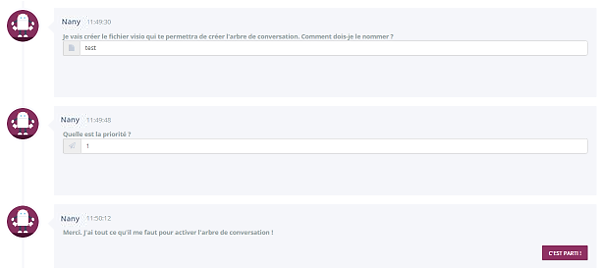 Nany 11:49:30
Je vais créer le fichier visio qui te permettra de créer l'arbre de conversation. Comment dois-je le nommer ?
test
Nany 11:49:48
Quelle est la priorité ?
1
Nany 11:50:12
Merci. J'ai tout ce qu'il me faut pour activer l'arbre de conversation !
C'EST PARTI !